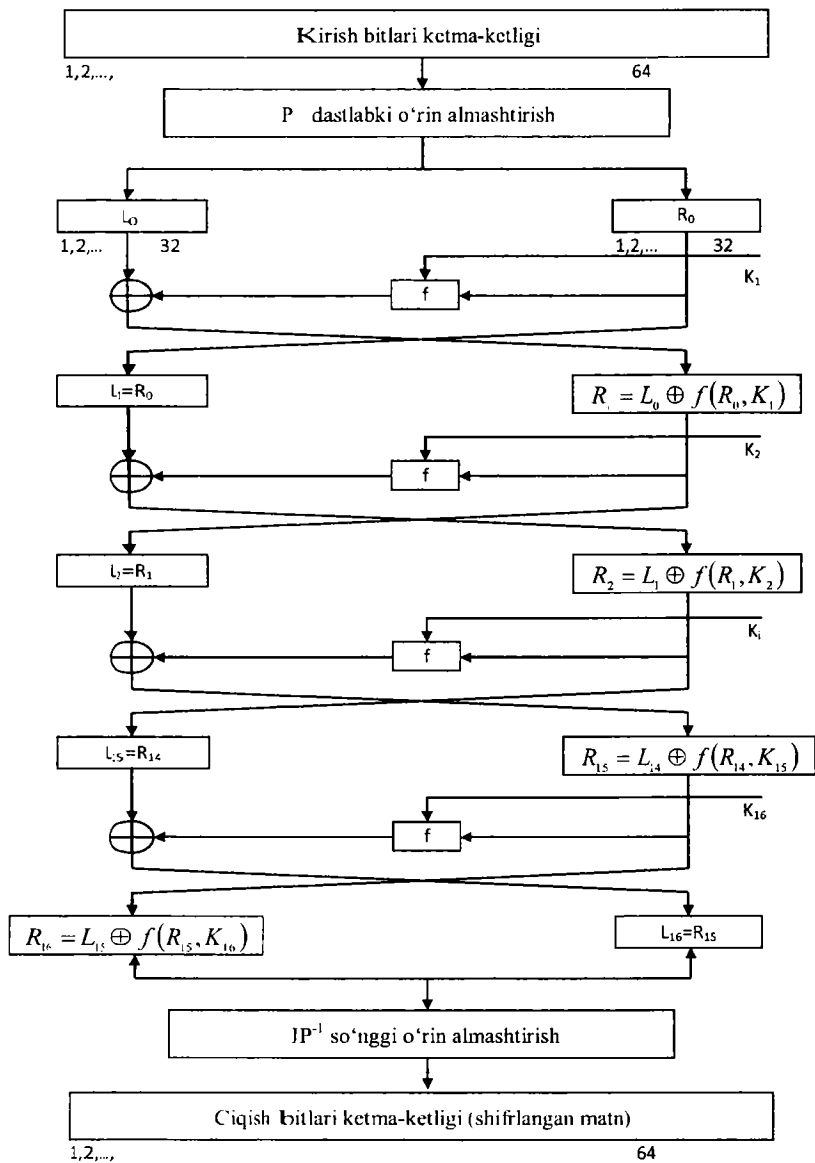 Kirish bitlari ketma-ketligi
1,2,..., 64
P dastlabki o‘rin almashtirish
L₀ R₀
1,2,... 32 1,2,... 32
K₁
f
L₁=R₀ R₁ = L₀ ⊕ f(R₀, K₁)
K₂
f
L₂=R₁ R₂ = L₁ ⊕ f(R₁, K₂)
Kᵢ
f
L₁₅=R₁₄ R₁₅ = L₁₄ ⊕ f(R₁₄, K₁₅)
K₁₆
f
R₁₆ = L₁₅ ⊕ f(R₁₅, K₁₆) L₁₆=R₁₅
IP⁻¹ so‘nggi o‘rin almashtirish
Ciqish bitlari ketma-ketligi (shifrlangan matn)
1,2,..., 64